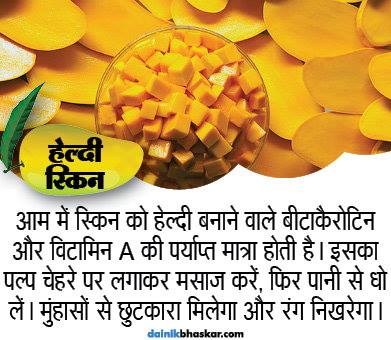 हेल्दी
स्किन
आम में स्किन को हेल्दी बनाने वाले बीटाकैरोटिन
और विटामिन A की पर्याप्त मात्रा होती है। इसका
पल्प चेहरे पर लगाकर मसाज करें, फिर पानी से धो
लें। मुंहासों से छुटकारा मिलेगा और रंग निखरेगा।
dainikbhaskar.com